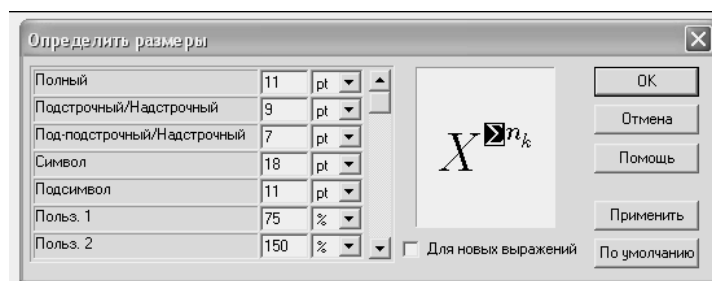 Определить размеры
Полный 11 pt
Подстрочный/Надстрочный 9 pt
Под-подстрочный/Надстрочный 7 pt
Символ 18 pt
Подсимвол 11 pt
Польз. 1 75 %
Польз. 2 150 %
X^Σn_k
Для новых выражений
OK
Отмена
Помощь
Применить
По умолчанию